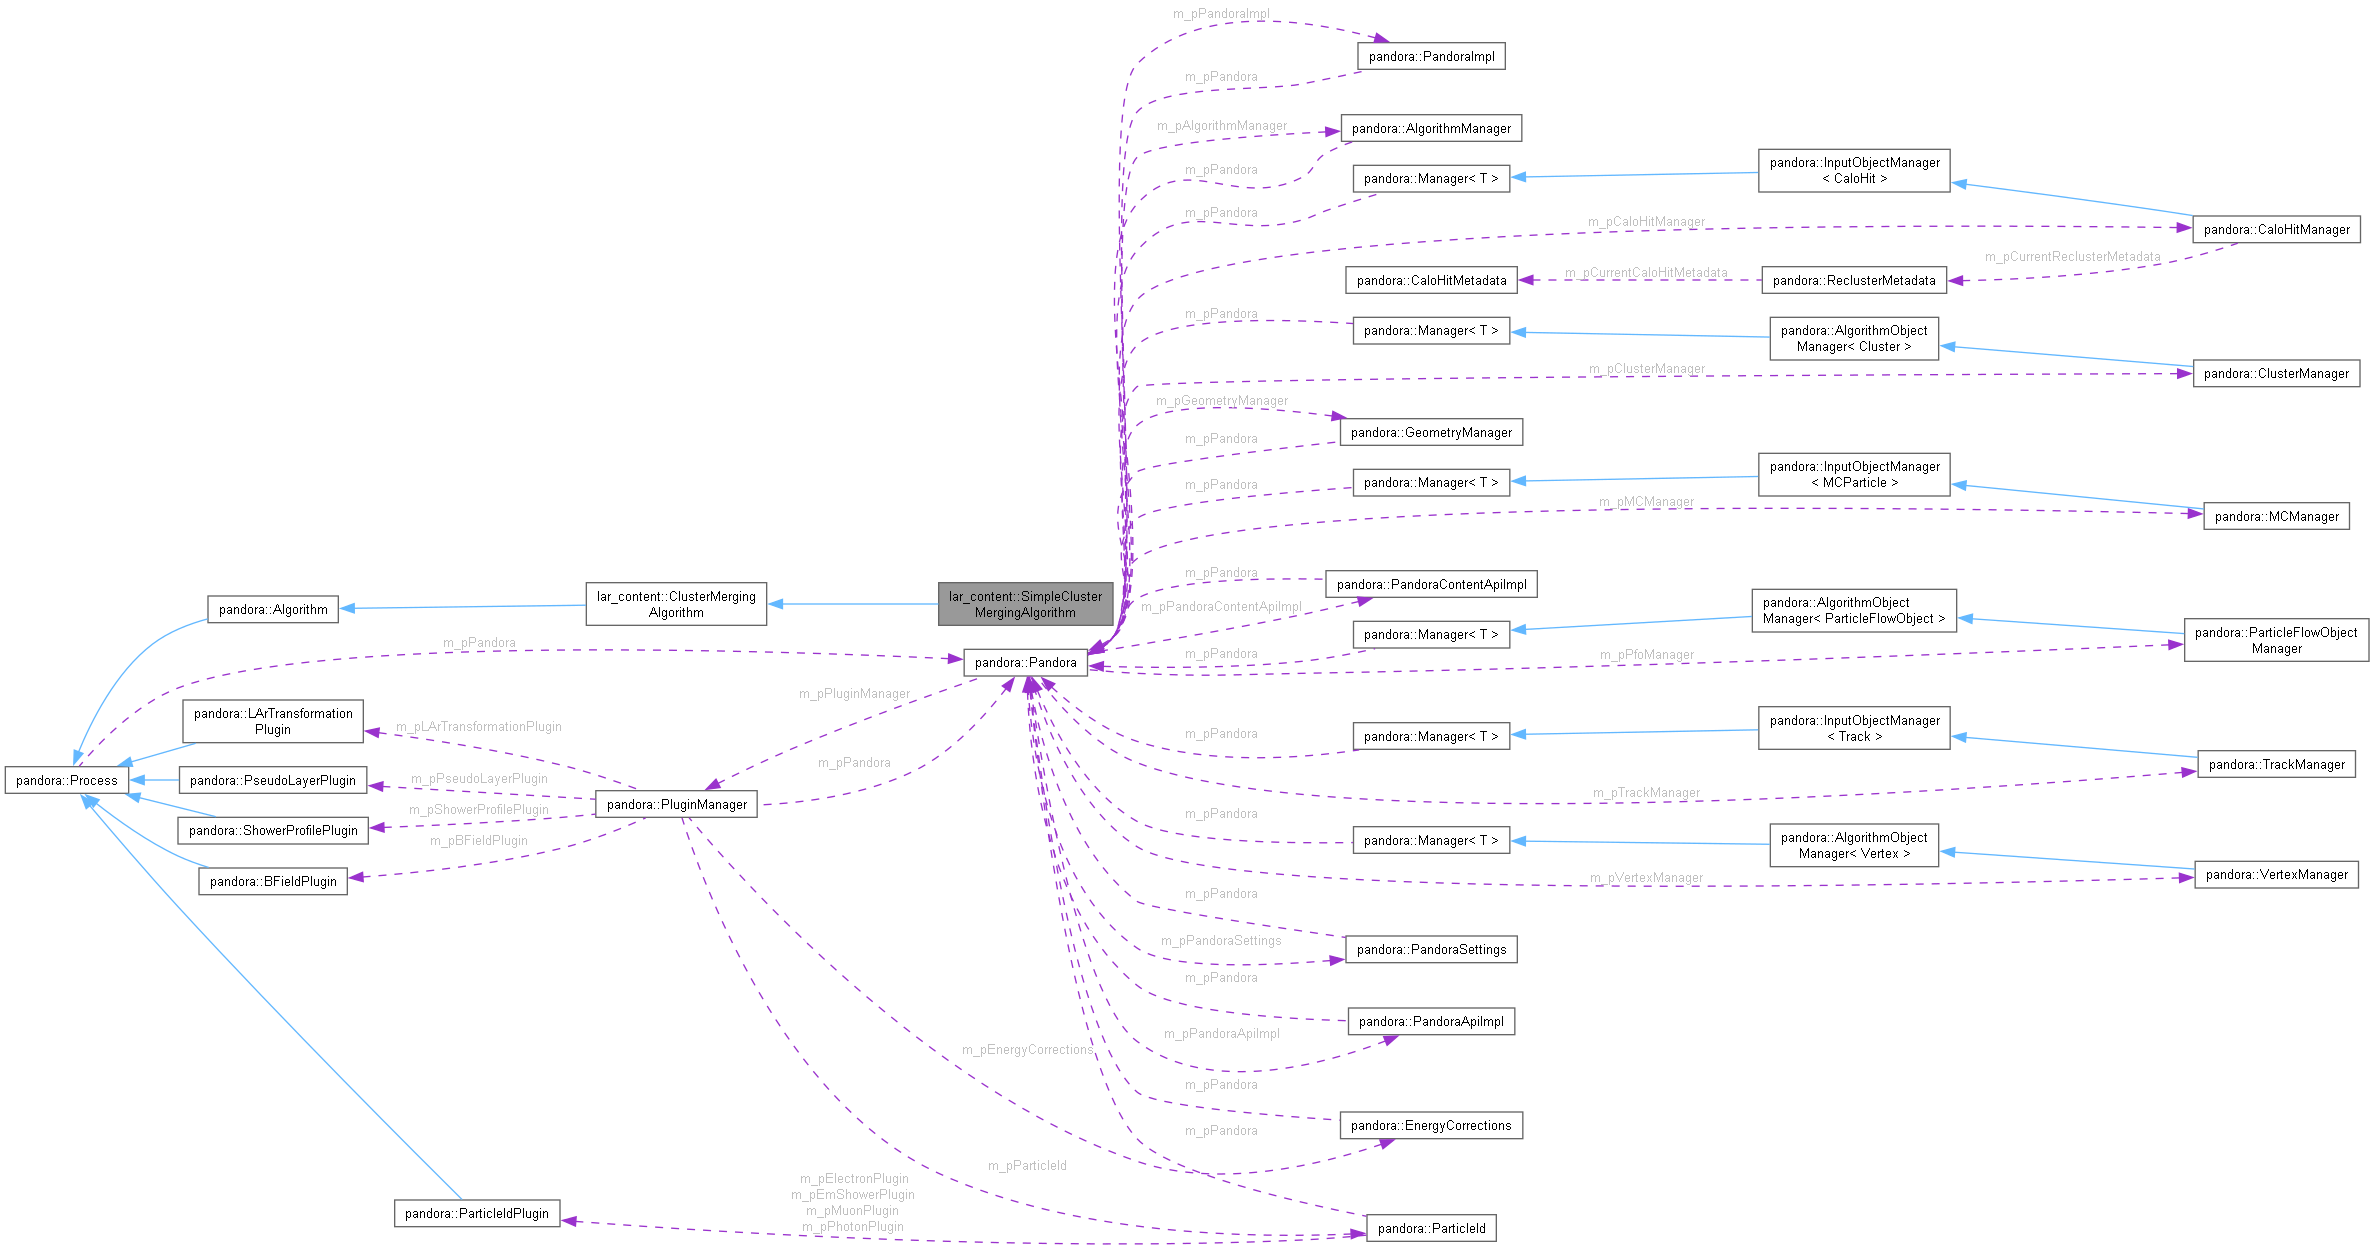 m_pPandoraImpl
pandora::PandoraImpl
m_pPandora
m_pAlgorithmManager
pandora::AlgorithmManager
m_pPandora
pandora::Manager< T >
pandora::InputObjectManager
< CaloHit >
m_pPandora
m_pCaloHitManager
pandora::CaloHitManager
m_pCurrentReclusterMetadata
pandora::CaloHitMetadata
m_pCurrentCaloHitMetadata
pandora::ReclusterMetadata
m_pPandora
pandora::Manager< T >
pandora::AlgorithmObject
Manager< Cluster >
m_pClusterManager
pandora::ClusterManager
m_pGeometryManager
pandora::GeometryManager
m_pPandora
m_pPandora
pandora::Manager< T >
pandora::InputObjectManager
< MCParticle >
m_pMCManager
pandora::MCManager
m_pPandora
pandora::PandoraContentApiImpl
m_pPandoraContentApiImpl
pandora::Algorithm
lar_content::ClusterMerging
Algorithm
lar_content::SimpleCluster
MergingAlgorithm
pandora::Manager< T >
pandora::AlgorithmObject
Manager< ParticleFlowObject >
pandora::ParticleFlowObject
Manager
m_pPandora
pandora::Pandora
m_pPandora
m_pPfoManager
m_pPluginManager
pandora::LArTransformation
Plugin
m_pLArTransformationPlugin
m_pPandora
m_pPandora
pandora::Manager< T >
pandora::InputObjectManager
< Track >
pandora::TrackManager
m_pTrackManager
pandora::Process
pandora::PseudoLayerPlugin
m_pPseudoLayerPlugin
pandora::PluginManager
m_pShowerProfilePlugin
pandora::ShowerProfilePlugin
m_pBFieldPlugin
pandora::BFieldPlugin
m_pPandora
pandora::Manager< T >
pandora::AlgorithmObject
Manager< Vertex >
m_pVertexManager
pandora::VertexManager
m_pPandora
m_pPandoraSettings
pandora::PandoraSettings
m_pPandora
pandora::PandoraApiImpl
m_pPandoraApiImpl
m_pEnergyCorrections
m_pPandora
pandora::EnergyCorrections
m_pPandora
m_pParticleId
m_pElectronPlugin
m_pEmShowerPlugin
m_pMuonPlugin
m_pPhotonPlugin
pandora::ParticleIdPlugin
pandora::ParticleId